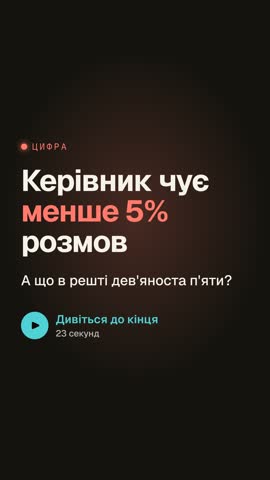 ЦИФРА
Керівник чує
менше 5%
розмов
А що в решті дев'яноста п'яти?
Дивіться до кінця
23 секунд